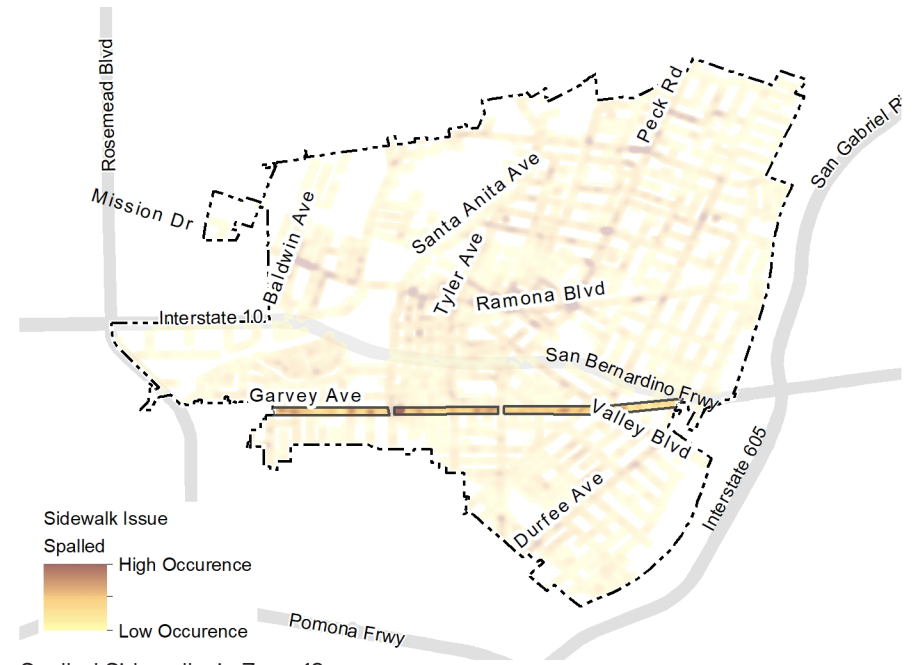 Rosemead Blvd
Mission Dr
Baldwin Ave
Santa Anita Ave
Tyler Ave
Peck Rd
San Gabriel Ri
Ramona Blvd
Interstate 10
San Bernardino Frwy
Garvey Ave
Valley Blvd
Interstate 605
Durfee Ave
Pomona Frwy
Sidewalk Issue
Spalled
High Occurence
Low Occurence